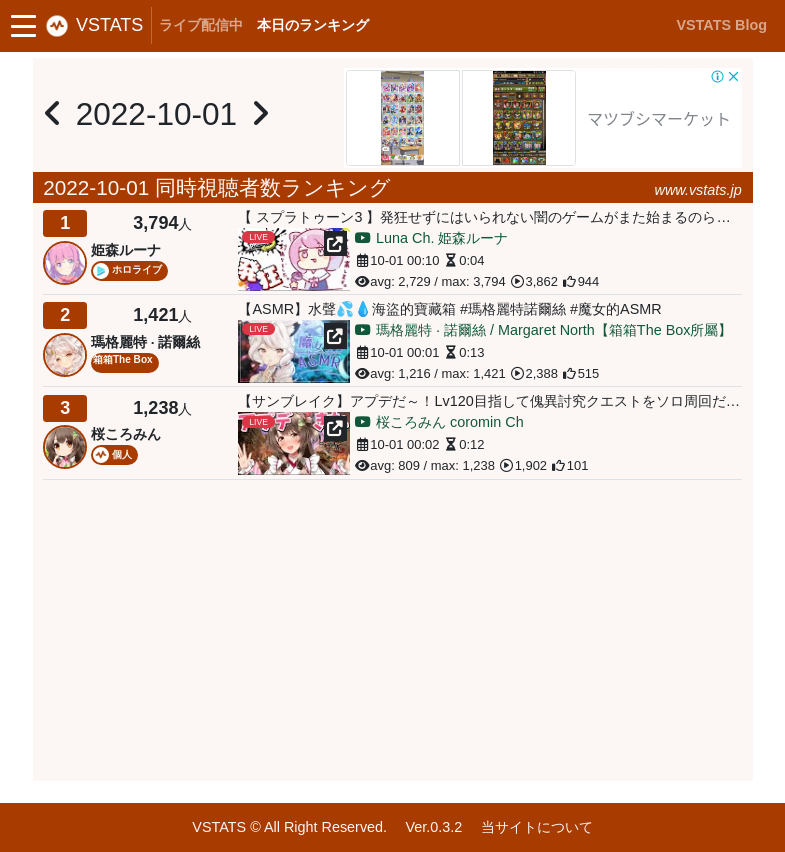 VSTATS ライブ配信中 本日のランキング VSTATS Blog
2022-10-01
マツブシマーケット
2022-10-01 同時視聴者数ランキング www.vstats.jp
1 3,794人
姫森ルーナ
ホロライブ
【 スプラトゥーン3 】発狂せずにはいられない闇のゲームがまた始まるのら…
LIVE
発狂
Luna Ch. 姫森ルーナ
10-01 00:10 0:04
avg: 2,729 / max: 3,794 3,862 944
2 1,421人
瑪格麗特 · 諾爾絲
箱箱The Box
【ASMR】水聲💦💧海盜的寶藏箱 #瑪格麗特諾爾絲 #魔女的ASMR
LIVE
ASMR
瑪格麗特 · 諾爾絲 / Margaret North【箱箱The Box所屬】
10-01 00:01 0:13
avg: 1,216 / max: 1,421 2,388 515
3 1,238人
桜ころみん
個人
【サンブレイク】アプデだ～！Lv120目指して傀異討究クエストをソロ周回だ…
LIVE
桜ころみん coromin Ch
10-01 00:02 0:12
avg: 809 / max: 1,238 1,902 101
VSTATS © All Right Reserved. Ver.0.3.2 当サイトについて